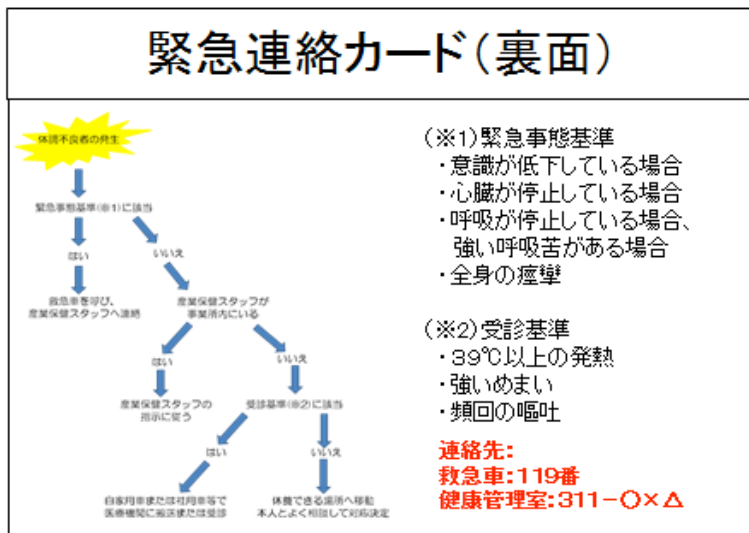 緊急連絡カード(裏面)
体調不良者の発生
緊急事態基準(※1)に該当
はい
いいえ
救急車を呼び、
産業保健スタッフへ連絡
産業保健スタッフが
事業所内にいる
はい
いいえ
産業保健スタッフの
指示に従う
受診基準(※2)に該当
はい
いいえ
自家用車または社用車等で
医療機関に搬送または受診
休養できる場所へ移動
本人とよく相談して対応決定
(※1)緊急事態基準
・意識が低下している場合
・心臓が停止している場合
・呼吸が停止している場合、
強い呼吸苦がある場合
・全身の痙攣
(※2)受診基準
・39℃以上の発熱
・強いめまい
・頻回の嘔吐
連絡先:
救急車:119番
健康管理室:311-○×△